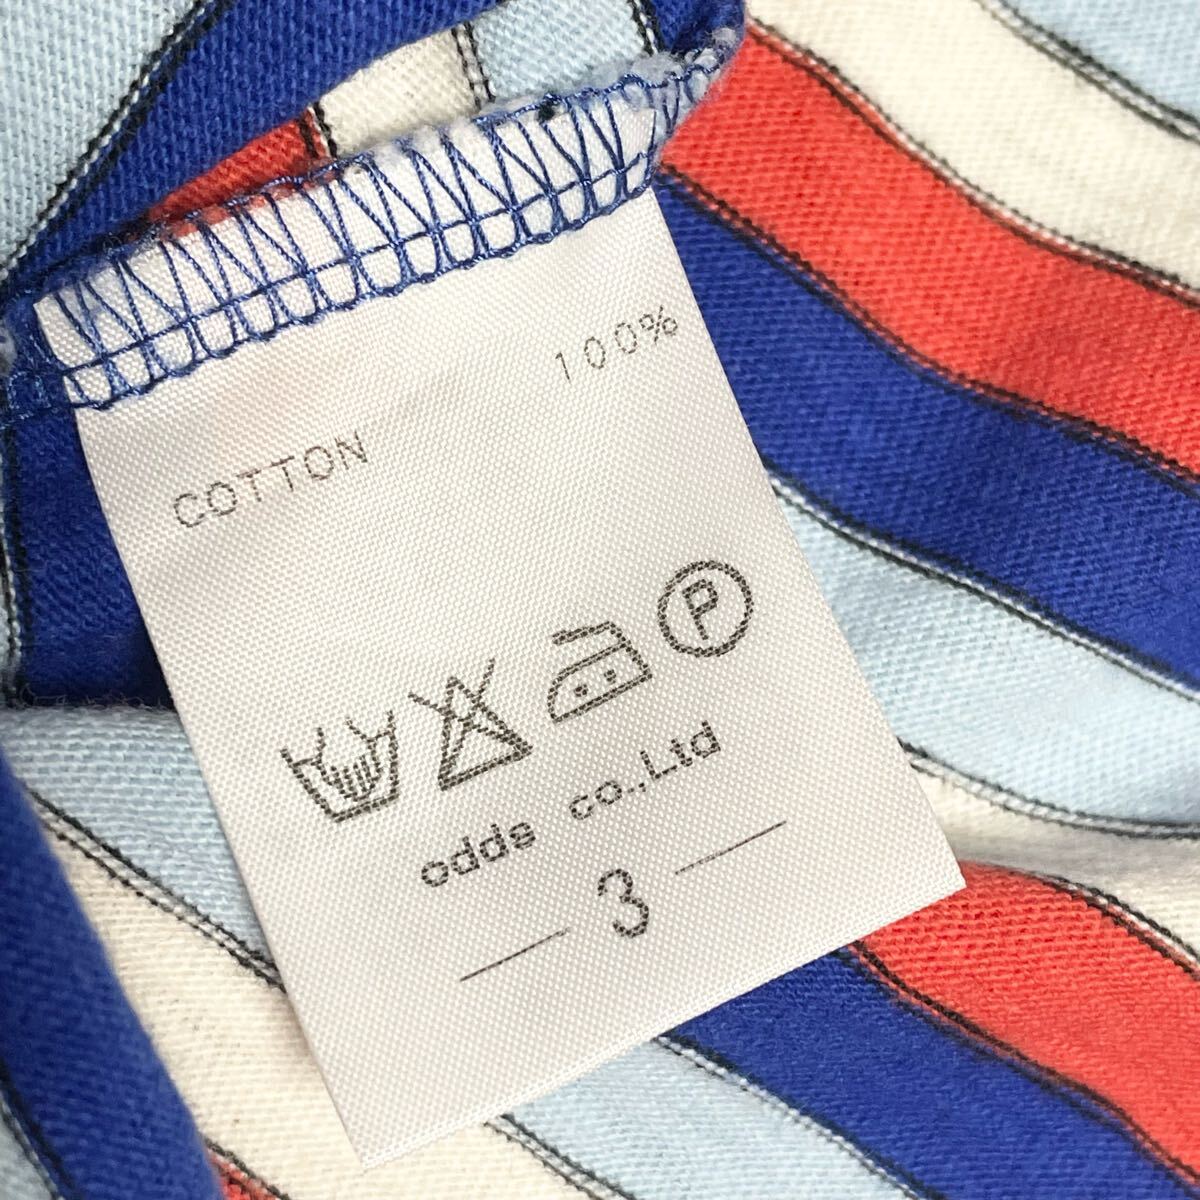 COTTON 100%
P
odds co.,Ltd
— 3 —